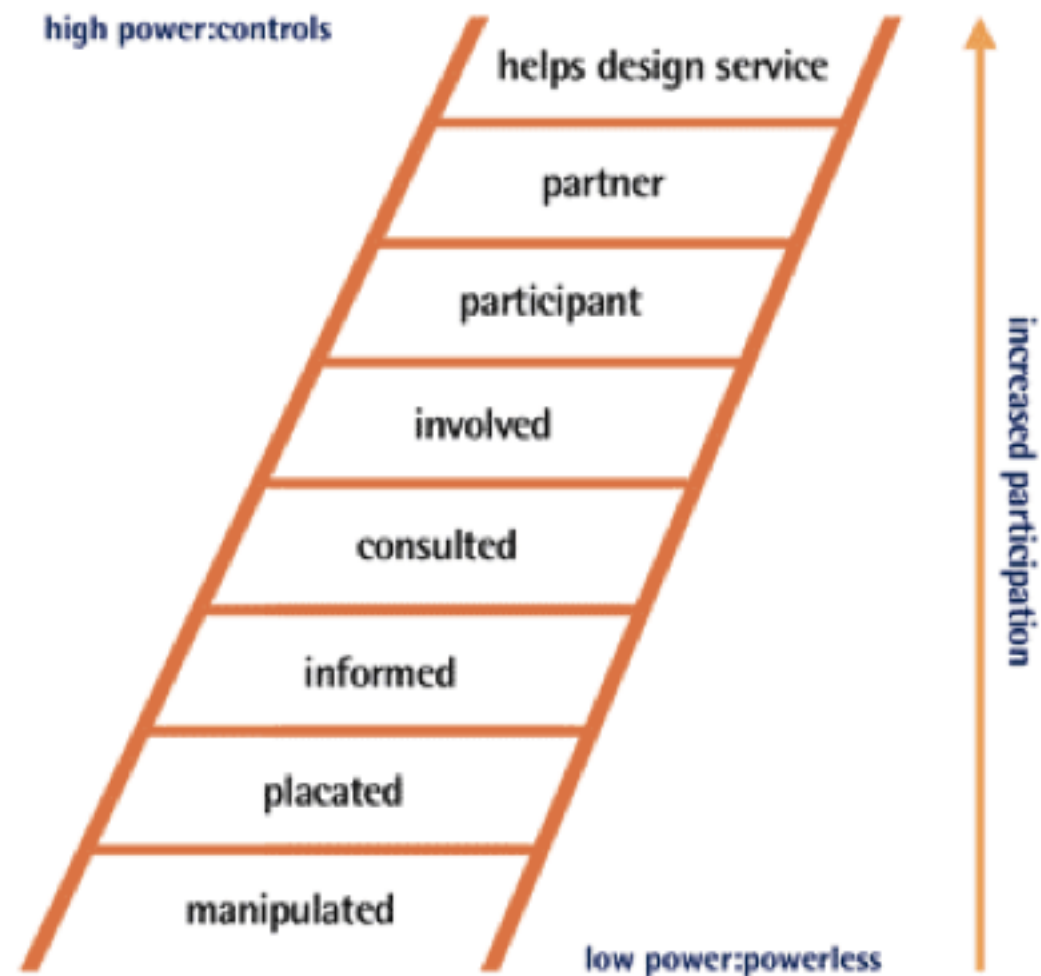 high power:controls
helps design service
partner
participant
involved
consulted
informed
placated
manipulated
low power:powerless
increased participation